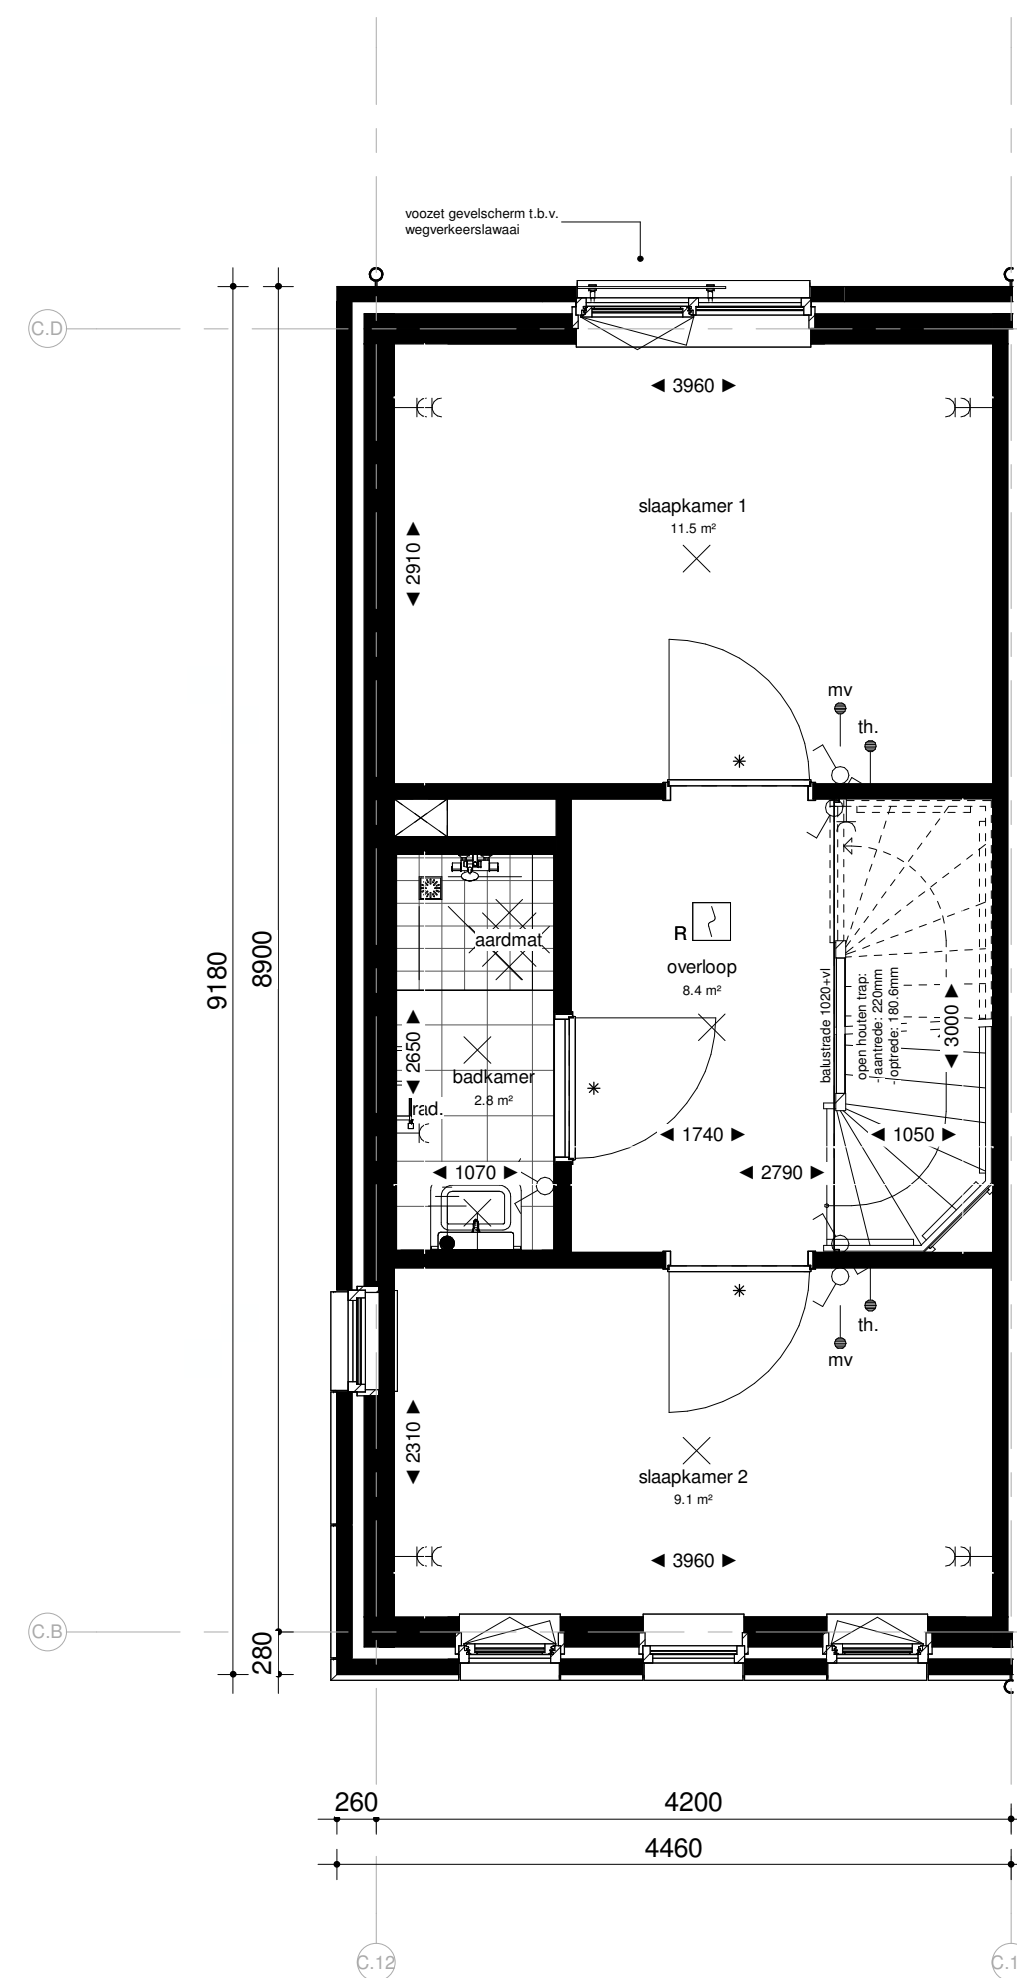 voozet gevelscherm t.b.v.
wegverkeerslawaai
C.D
3960
slaapkamer 1
11.5 m²
2910
mv
th.
aardmat
R
overloop
8.4 m²
9180
8900
2650
badkamer
2.8 m²
rad.
balustrade 1020+vl
open houten trap:
- aantrede: 220mm
- optrede: 180.6mm
3000
1740
1050
1070
2790
th.
mv
2310
slaapkamer 2
9.1 m²
3960
C.B
280
260
4200
4460
C.12
C.1